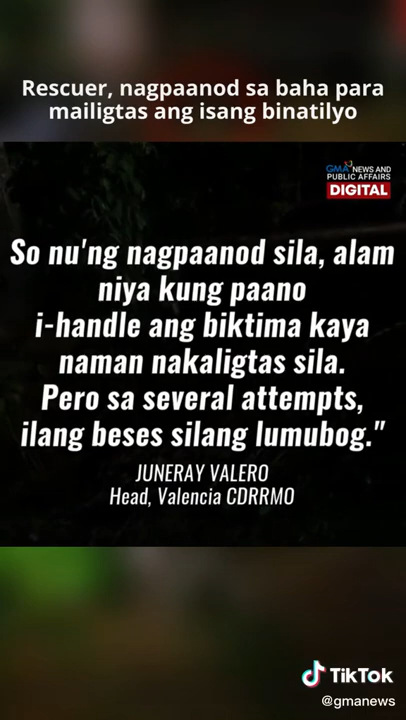 Rescuer, nagpaanod sa baha para
mailigtas ang isang binatilyo
GMA NEWS AND
PUBLIC AFFAIRS
DIGITAL
So nu'ng nagpaanod sila, alam
niya kung paano
i-handle ang biktima kaya
naman nakaligtas sila.
Pero sa several attempts,
ilang beses silang lumubog."
JUNERAY VALERO
Head, Valencia CDRRMO
TikTok
@gmanews